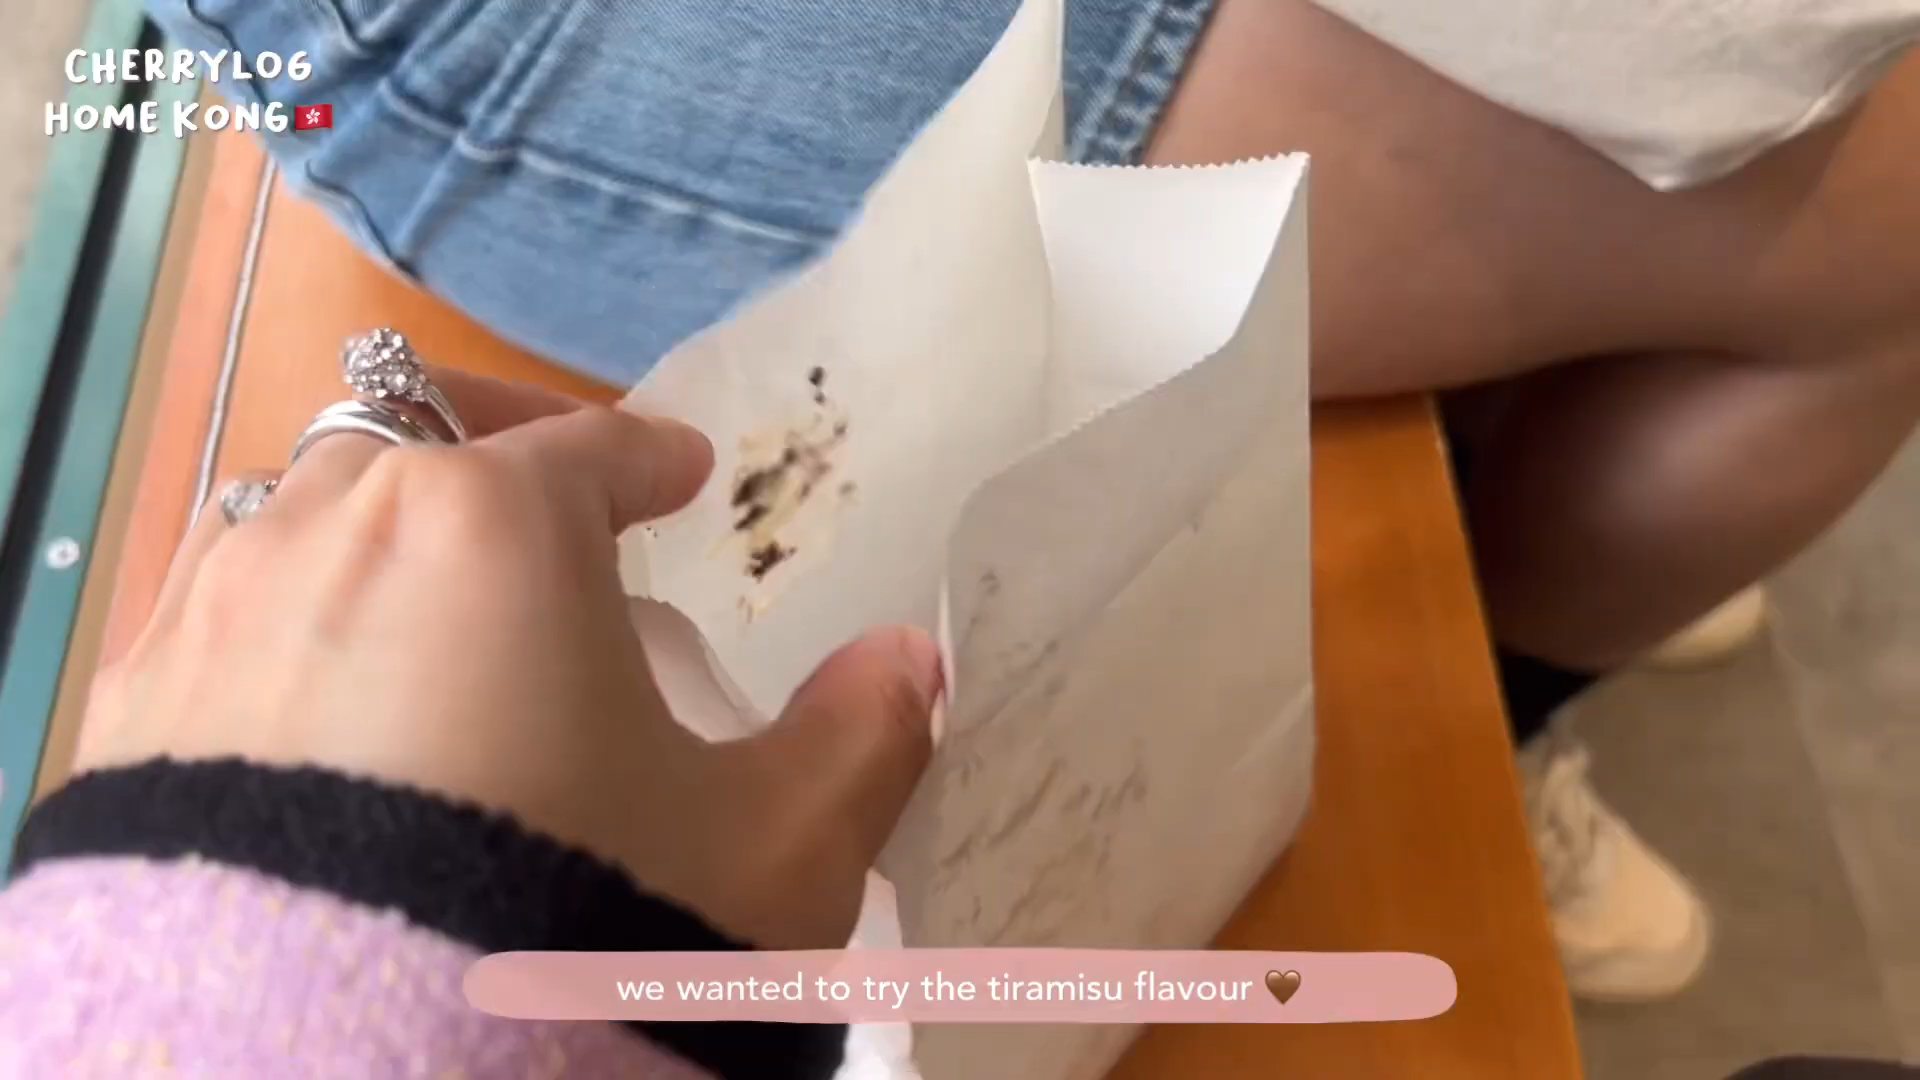 CHERRYLOG
HOME KONG🇭🇰
we wanted to try the tiramisu flavour 🤎